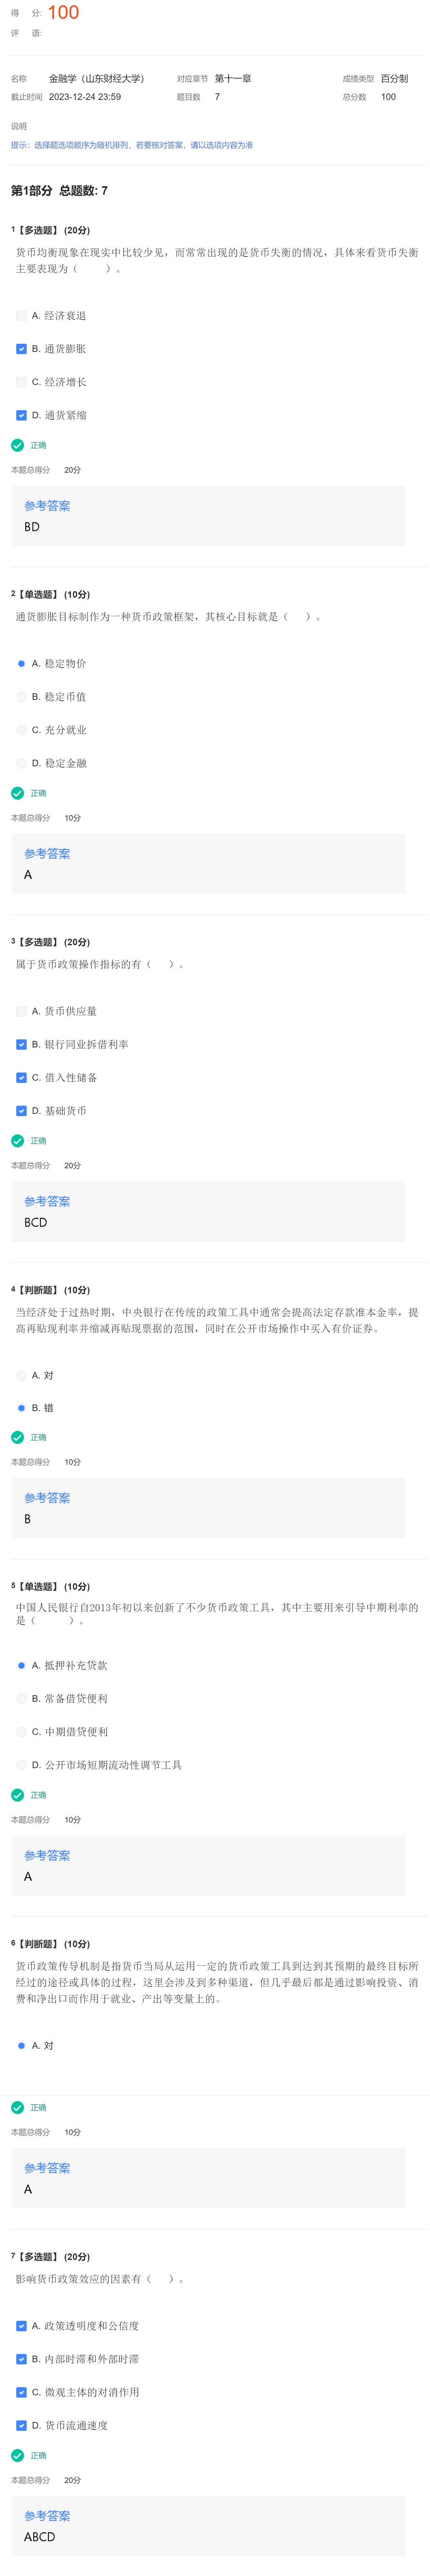 得 分: 100
评 语:
名称 金融学（山东财经大学） 对应章节 第十一章 成绩类型 百分制
截止时间 2023-12-24 23:59 题目数 7 总分数 100
说明
提示：选择题选项顺序为随机排列，若要核对答案，请以选项内容为准
第1部分 总题数: 7
1【多选题】 (20分)
货币均衡现象在现实中比较少见，而常常出现的是货币失衡的情况，具体来看货币失衡
主要表现为（ ）。
A. 经济衰退
B. 通货膨胀
C. 经济增长
D. 通货紧缩
正确
本题总得分 20分
参考答案
BD
2【单选题】 (10分)
通货膨胀目标制作为一种货币政策框架，其核心目标就是（ ）。
A. 稳定物价
B. 稳定币值
C. 充分就业
D. 稳定金融
正确
本题总得分 10分
参考答案
A
3【多选题】 (20分)
属于货币政策操作指标的有（ ）。
A. 货币供应量
B. 银行同业拆借利率
C. 借入性储备
D. 基础货币
正确
本题总得分 20分
参考答案
BCD
4【判断题】 (10分)
当经济处于过热时期，中央银行在传统的政策工具中通常会提高法定存款准本金率，提
高再贴现利率并缩减再贴现票据的范围，同时在公开市场操作中买入有价证券。
A. 对
B. 错
正确
本题总得分 10分
参考答案
B
5【单选题】 (10分)
中国人民银行自2013年初以来创新了不少货币政策工具，其中主要用来引导中期利率的
是（ ）。
A. 抵押补充贷款
B. 常备借贷便利
C. 中期借贷便利
D. 公开市场短期流动性调节工具
正确
本题总得分 10分
参考答案
A
6【判断题】 (10分)
货币政策传导机制是指货币当局从运用一定的货币政策工具到达到其预期的最终目标所
经过的途径或具体的过程，这里会涉及到多种渠道，但几乎最后都是通过影响投资、消
费和净出口而作用于就业、产出等变量上的。
A. 对
正确
本题总得分 10分
参考答案
A
7【多选题】 (20分)
影响货币政策效应的因素有（ ）。
A. 政策透明度和公信度
B. 内部时滞和外部时滞
C. 微观主体的对消作用
D. 货币流通速度
正确
本题总得分 20分
参考答案
ABCD